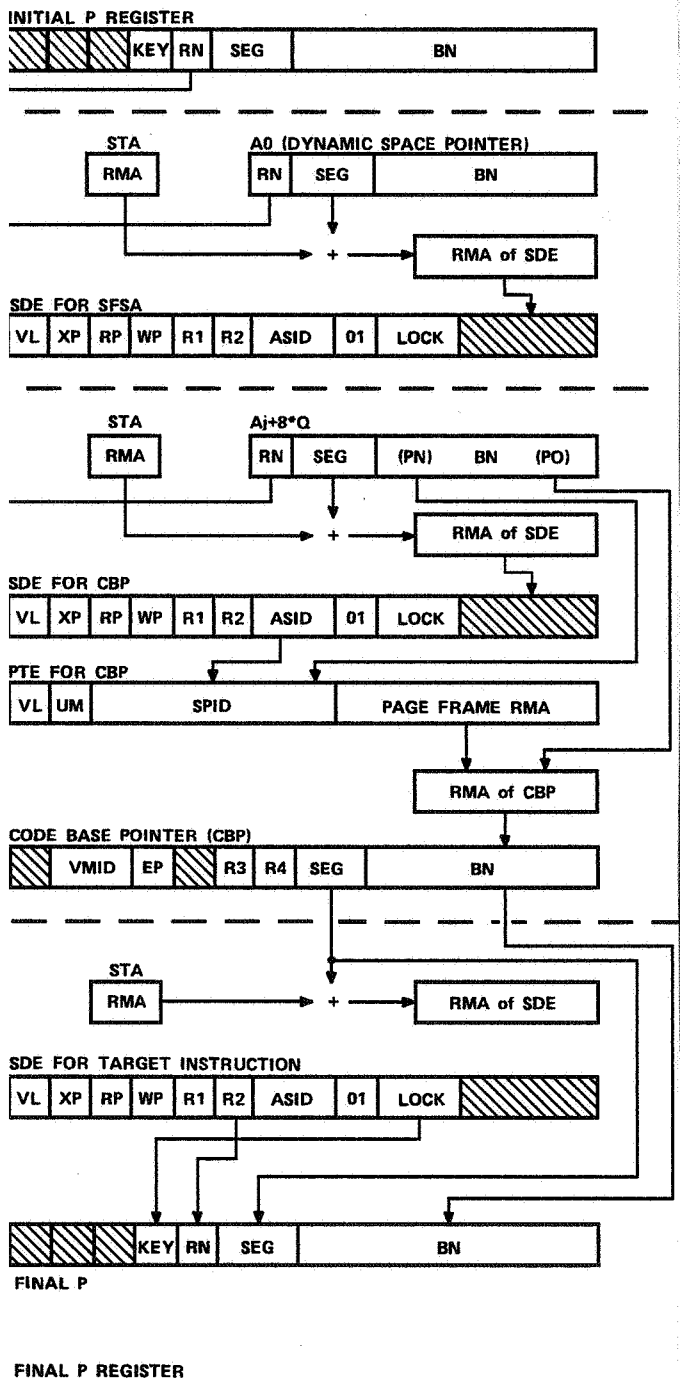 INITIAL P REGISTER
KEY RN SEG BN
STA A0 (DYNAMIC SPACE POINTER)
RMA RN SEG BN
+ RMA of SDE
SDE FOR SFSA
VL XP RP WP R1 R2 ASID 01 LOCK
STA Aj+8*Q
RMA RN SEG (PN) BN (PO)
+ RMA of SDE
SDE FOR CBP
VL XP RP WP R1 R2 ASID 01 LOCK
PTE FOR CBP
VL UM SPID PAGE FRAME RMA
RMA of CBP
CODE BASE POINTER (CBP)
VMID EP R3 R4 SEG BN
STA
RMA + RMA of SDE
SDE FOR TARGET INSTRUCTION
VL XP RP WP R1 R2 ASID 01 LOCK
KEY RN SEG BN
FINAL P
FINAL P REGISTER